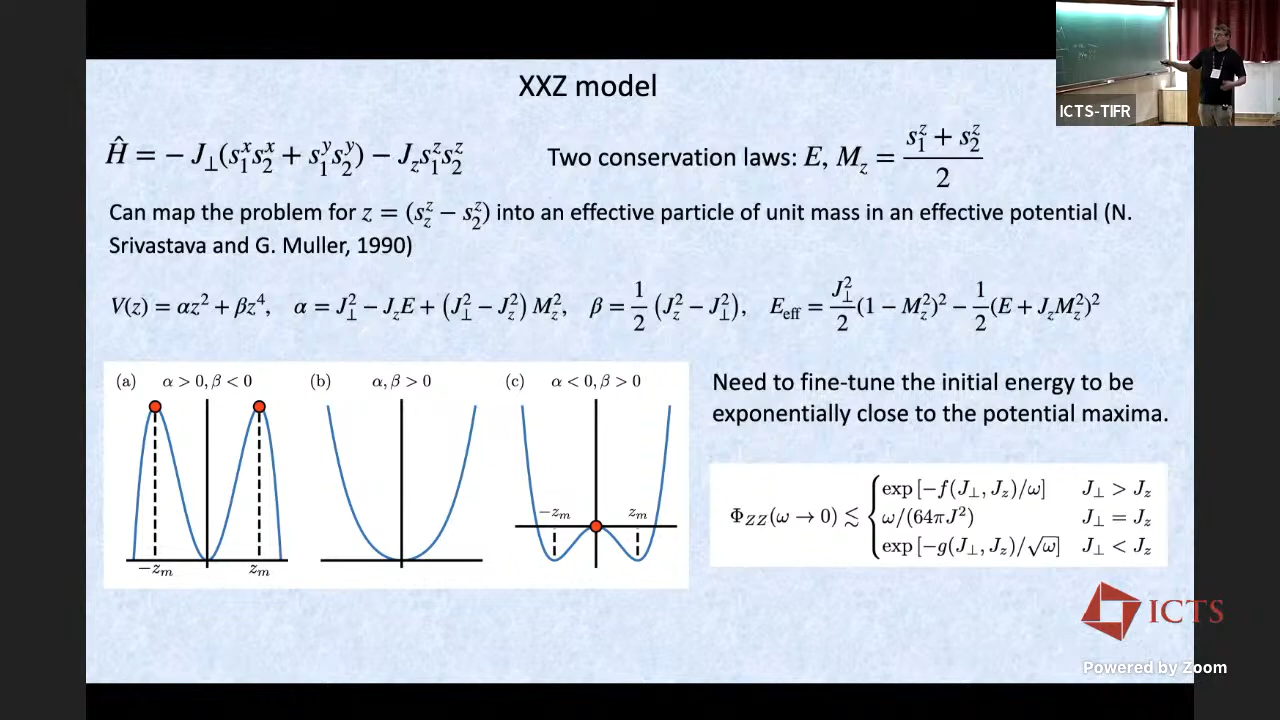 XXZ model
Ĥ = − J⊥(s₁ˣs₂ˣ + s₁ʸs₂ʸ) − J_z s₁ᶻs₂ᶻ
Two conservation laws: E, M_z = (s₁ᶻ + s₂ᶻ)/2
Can map the problem for z = (s_z^z − s₂ᶻ) into an effective particle of unit mass in an effective potential (N.
Srivastava and G. Muller, 1990)
V(z) = αz² + βz⁴, α = J⊥² − J_zE + (J⊥² − J_z²) M_z², β = 1/2 (J_z² − J⊥²), E_eff = J⊥²/2 (1 − M_z²)² − 1/2 (E + J_zM_z²)²
(a) α > 0, β < 0
(b) α, β > 0
(c) α < 0, β > 0
−z_m z_m
−z_m z_m
Need to fine-tune the initial energy to be
exponentially close to the potential maxima.
Φ_ZZ(ω → 0) ≲ {
exp [−f(J⊥, J_z)/ω] J⊥ > J_z
ω/(64πJ²) J⊥ = J_z
exp [−g(J⊥, J_z)/√ω] J⊥ < J_z
ICTS-TIFR
ICTS
Powered by Zoom